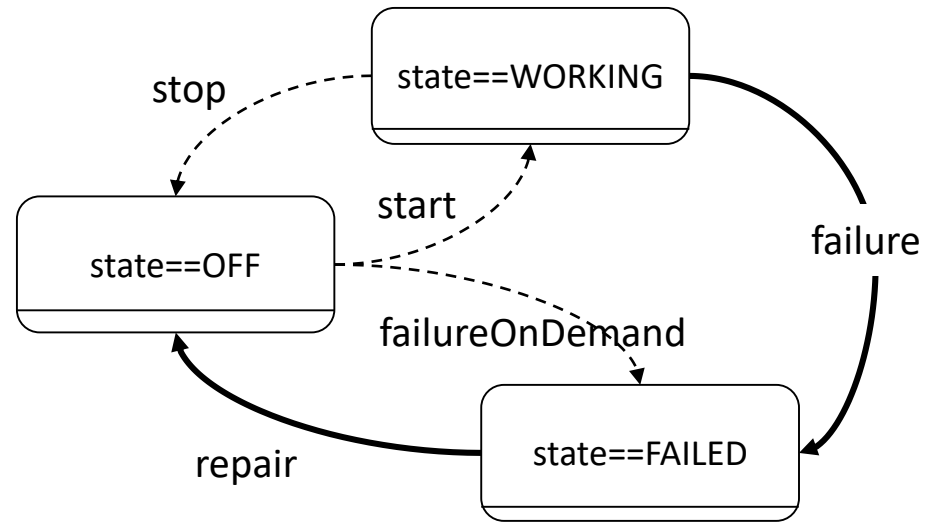 state==WORKING
stop
start
failure
state==OFF
failureOnDemand
state==FAILED
repair